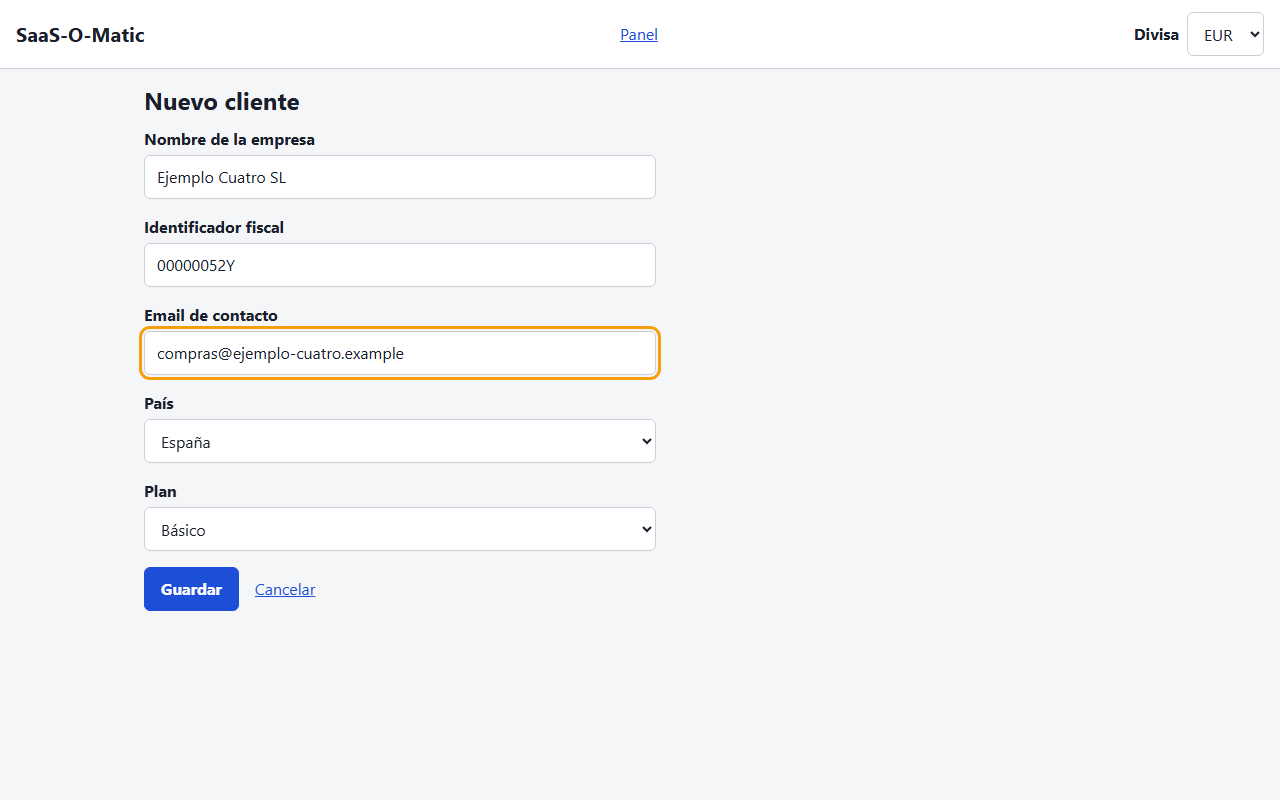 SaaS-O-Matic
Panel
Divisa
EUR
Nuevo cliente
Nombre de la empresa
Ejemplo Cuatro SL
Identificador fiscal
00000052Y
Email de contacto
compras@ejemplo-cuatro.example
País
España
Plan
Básico
Guardar
Cancelar